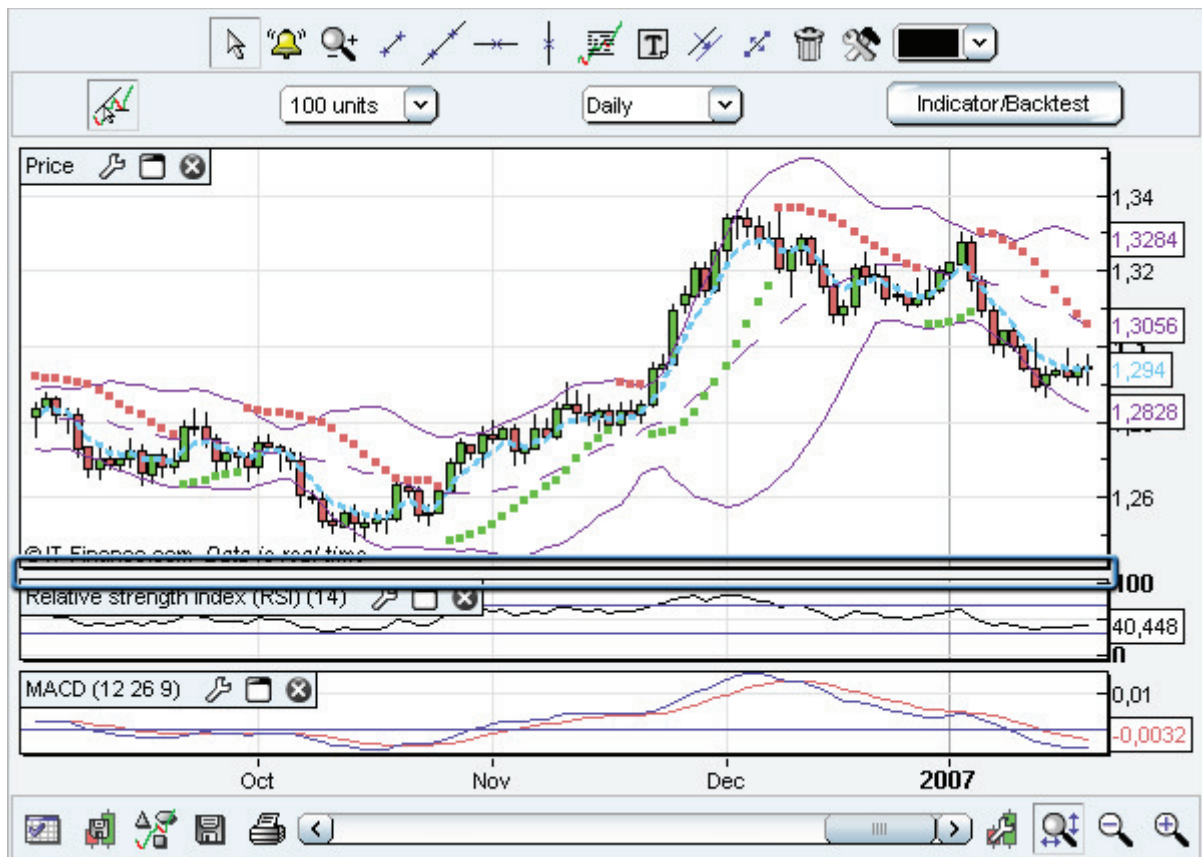 T
100 units
Daily
Indicator/Backtest
Price
1,34
1,3284
1,32
1,3056
1,294
1,2828
1,26
© IT-Finance.com Data is real time
100
Relative strength index (RSI) (14)
40,448
0
MACD (12 26 9)
0,01
-0,0032
Oct
Nov
Dec
2007